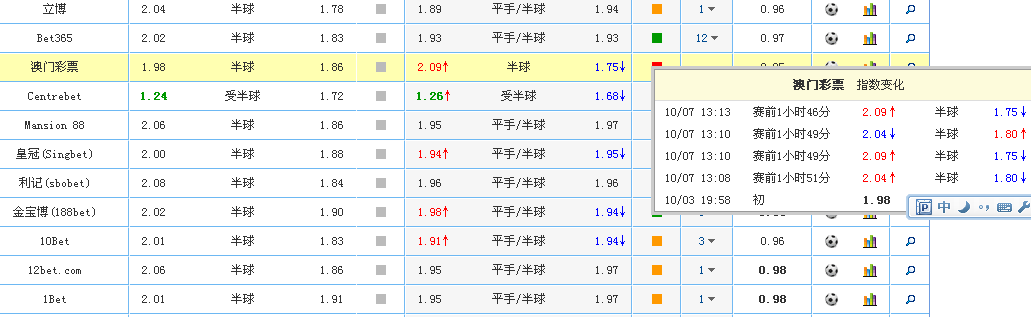 立博 2.04 半球 1.78 1.89 平手/半球 1.94 1 0.96
Bet365 2.02 半球 1.83 1.93 平手/半球 1.93 12 0.97
澳门彩票 1.98 半球 1.86 2.09↑ 半球 1.75↓
澳门彩票 指数变化
Centrebet 1.24 受半球 1.72 1.26↑ 受半球 1.68↓
10/07 13:13 赛前1小时46分 2.09↑ 半球 1.75↓
Mansion 88 2.06 半球 1.86 1.95 平手/半球 1.97
10/07 13:10 赛前1小时49分 2.04↓ 半球 1.80↑
皇冠(Singbet) 2.00 半球 1.88 1.94↑ 平手/半球 1.95↓
10/07 13:10 赛前1小时49分 2.09↑ 半球 1.75↓
利记(sbobet) 2.08 半球 1.84 1.96 平手/半球 1.96
10/07 13:08 赛前1小时51分 2.04↑ 半球 1.80↓
金宝博(188bet) 2.02 半球 1.90 1.98↑ 平手/半球 1.94↓
10/03 19:58 初 1.98
中
10Bet 2.01 半球 1.83 1.91↑ 平手/半球 1.94↓ 3 0.96
12bet.com 2.06 半球 1.86 1.95 平手/半球 1.97 1 0.98
1Bet 2.01 半球 1.91 1.95 平手/半球 1.97 1 0.98